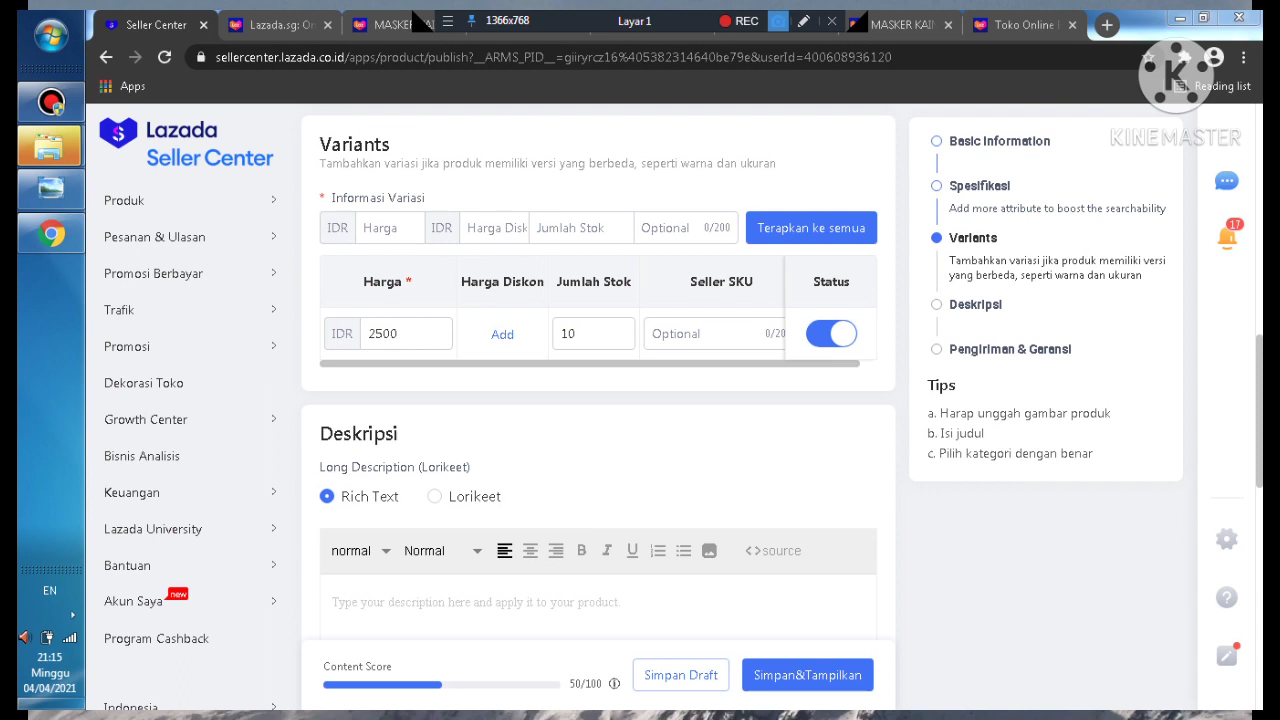 Seller Center
Lazada.sg: On
MASKER KAI
1366x768
Layar 1
REC
MASKER KAIN
Toko Online
sellercenter.lazada.co.id/apps/product/publish?__ARMS_PID__=giiryrcz16%405382314640be79e&userId=400608936120
Apps
Reading list
K
KINEMASTER
Lazada
Seller Center
Produk
Pesanan & Ulasan
Promosi Berbayar
Trafik
Promosi
Dekorasi Toko
Growth Center
Bisnis Analisis
Keuangan
Lazada University
Bantuan
Akun Saya new
Program Cashback
Indonesia
Variants
Tambahkan variasi jika produk memiliki versi yang berbeda, seperti warna dan ukuran
* Informasi Variasi
IDR Harga IDR Harga Disk Jumlah Stok Optional 0/200 Terapkan ke semua
Harga * Harga Diskon Jumlah Stok Seller SKU Status
IDR 2500 Add 10 Optional 0/20
Deskripsi
Long Description (Lorikeet)
Rich Text Lorikeet
normal Normal B I U <>source
Type your description here and apply it to your product.
Content Score
50/100
Simpan Draft
Simpan&Tampilkan
Basic Information
Spesifikasi
Add more attribute to boost the searchability
Variants
Tambahkan variasi jika produk memiliki versi
yang berbeda, seperti warna dan ukuran
Deskripsi
Pengiriman & Garansi
Tips
a. Harap unggah gambar produk
b. Isi judul
c. Pilih kategori dengan benar
17
EN
21:15
Minggu
04/04/2021